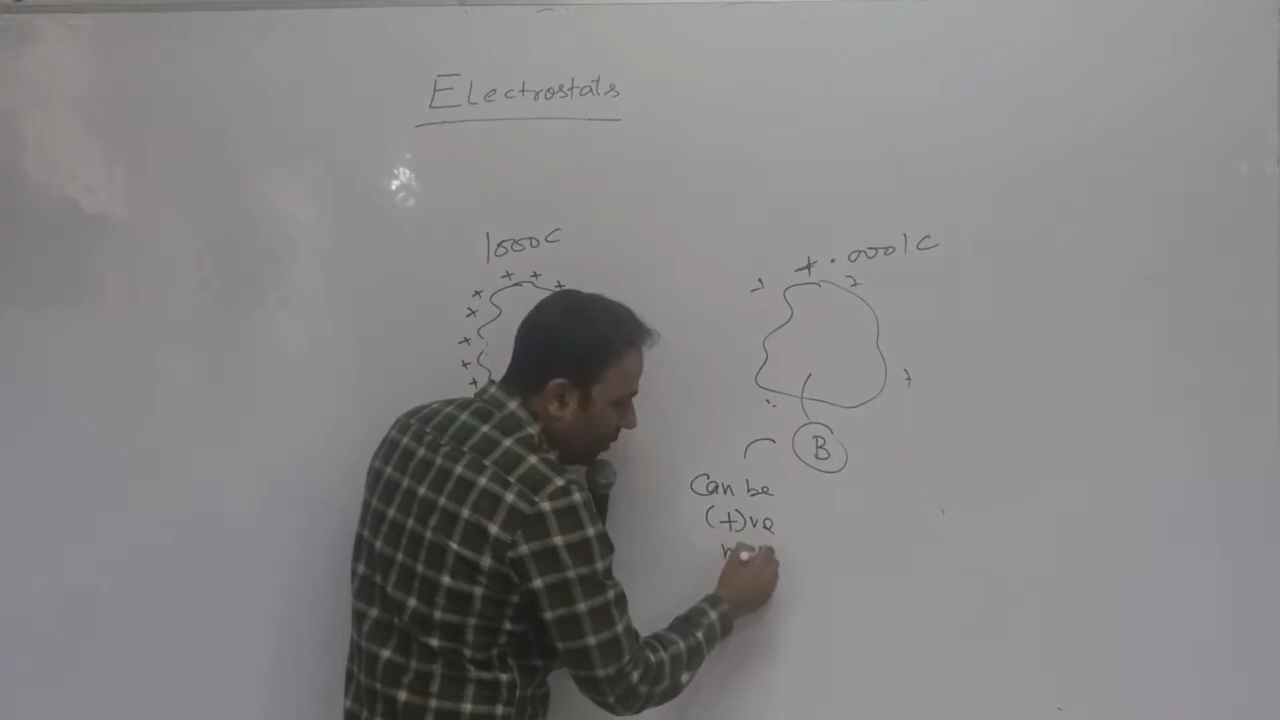 Electrostats
1000C
+ + + + + + + + +
+.0001C
B
Can be
(+)ve